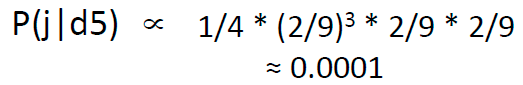 P(j|d5) ∝ 1/4 * (2/9)³ * 2/9 * 2/9
≈ 0.0001